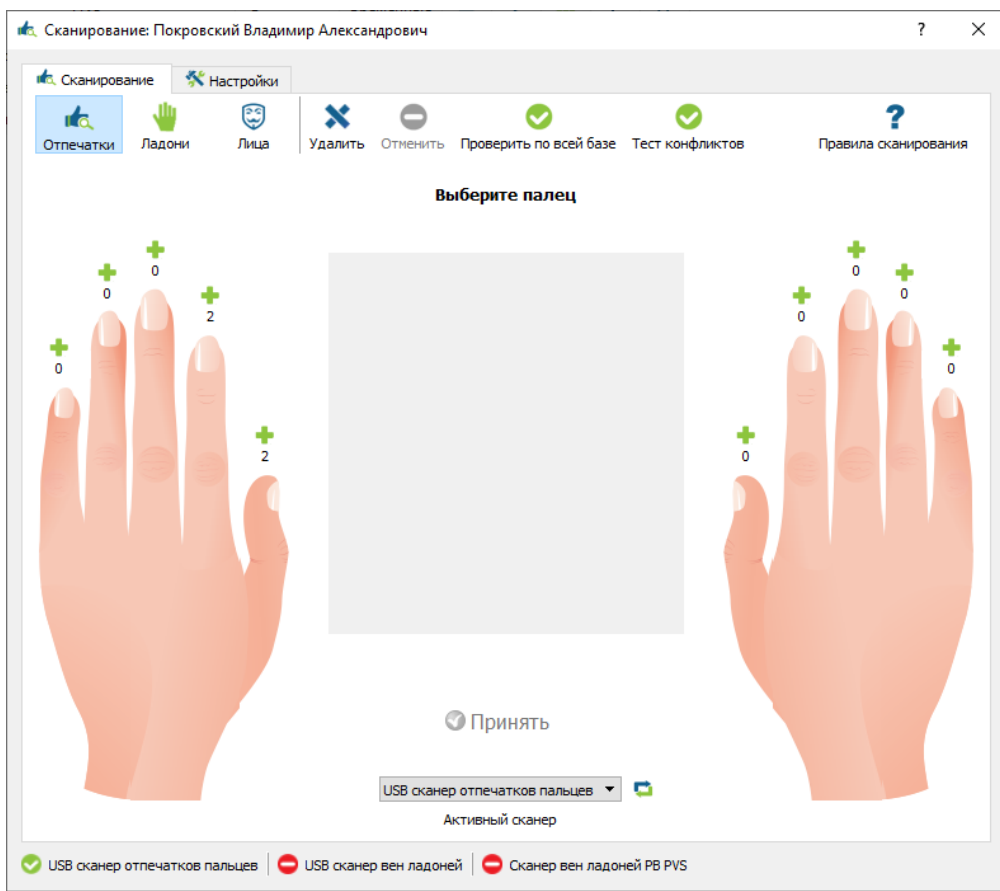 Сканирование: Покровский Владимир Александрович ?
Сканирование Настройки
Отпечатки Ладони Лица Удалить Отменить Проверить по всей базе Тест конфликтов Правила сканирования
Выберите палец
0 0
0 0
2 0
0 0
2 0
Принять
USB сканер отпечатков пальцев
Активный сканер
USB сканер отпечатков пальцев USB сканер вен ладоней Сканер вен ладоней PB PVS